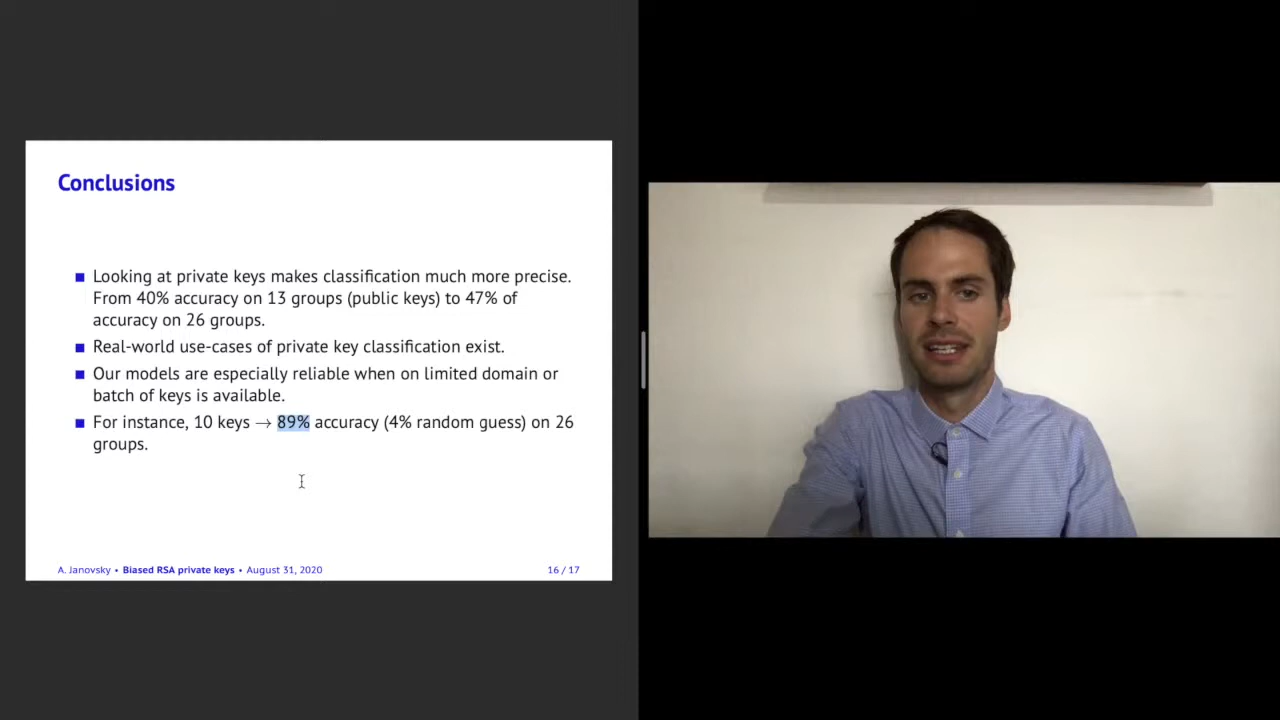 Conclusions
■ Looking at private keys makes classification much more precise.
From 40% accuracy on 13 groups (public keys) to 47% of
accuracy on 26 groups.
■ Real-world use-cases of private key classification exist.
■ Our models are especially reliable when on limited domain or
batch of keys is available.
■ For instance, 10 keys → 89% accuracy (4% random guess) on 26
groups.
A. Janovsky • Biased RSA private keys • August 31, 2020 16 / 17